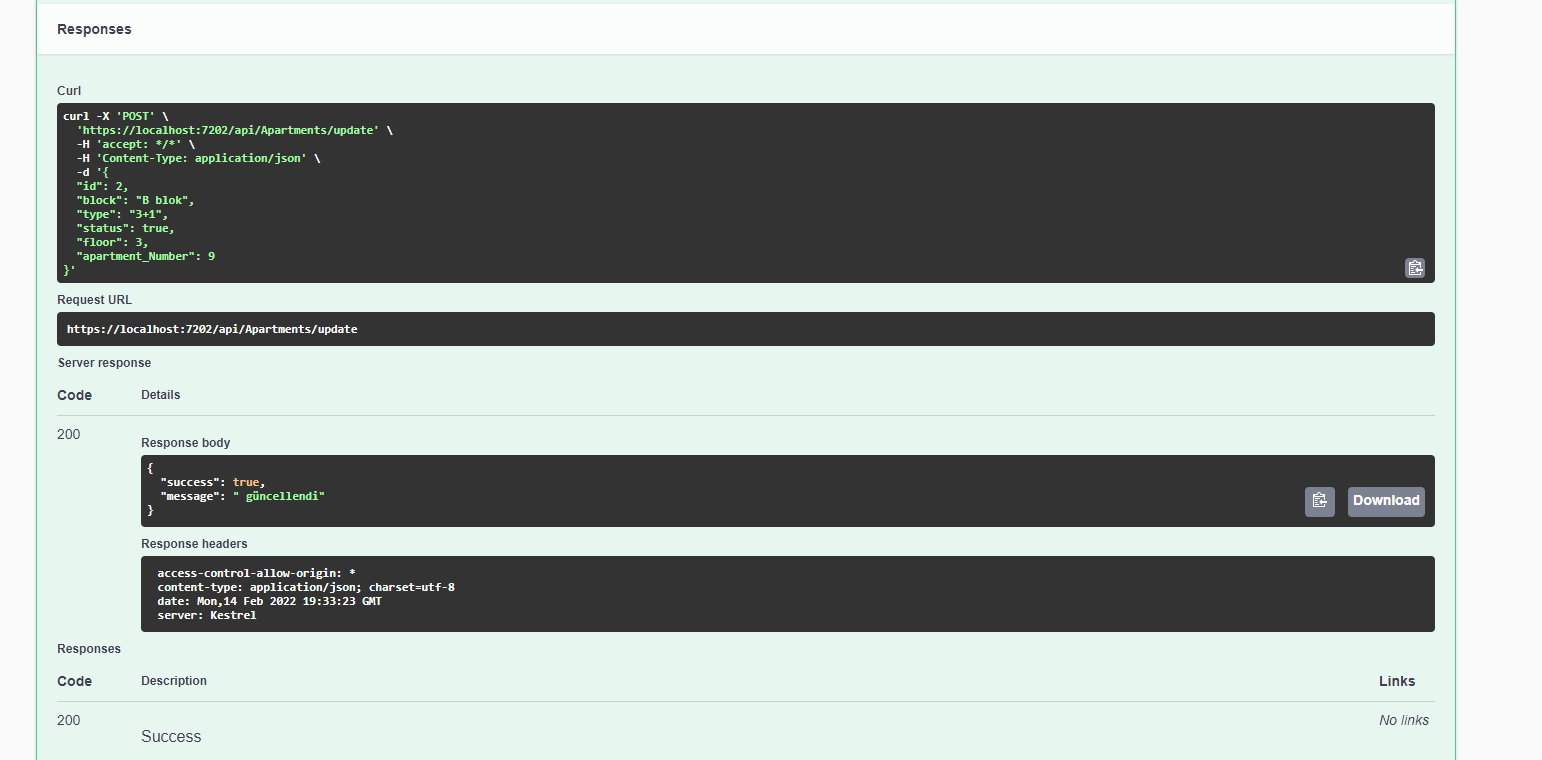 Responses
Curl
curl -X 'POST' \
'https://localhost:7202/api/Apartments/update' \
-H 'accept: */*' \
-H 'Content-Type: application/json' \
-d '{
"id": 2,
"block": "B blok",
"type": "3+1",
"status": true,
"floor": 3,
"apartment_Number": 9
}'
Request URL
https://localhost:7202/api/Apartments/update
Server response
Code Details
200
Response body
{
"success": true,
"message": " güncellendi"
}
Download
Response headers
access-control-allow-origin: *
content-type: application/json; charset=utf-8
date: Mon,14 Feb 2022 19:33:23 GMT
server: Kestrel
Responses
Code Description Links
200 No links
Success